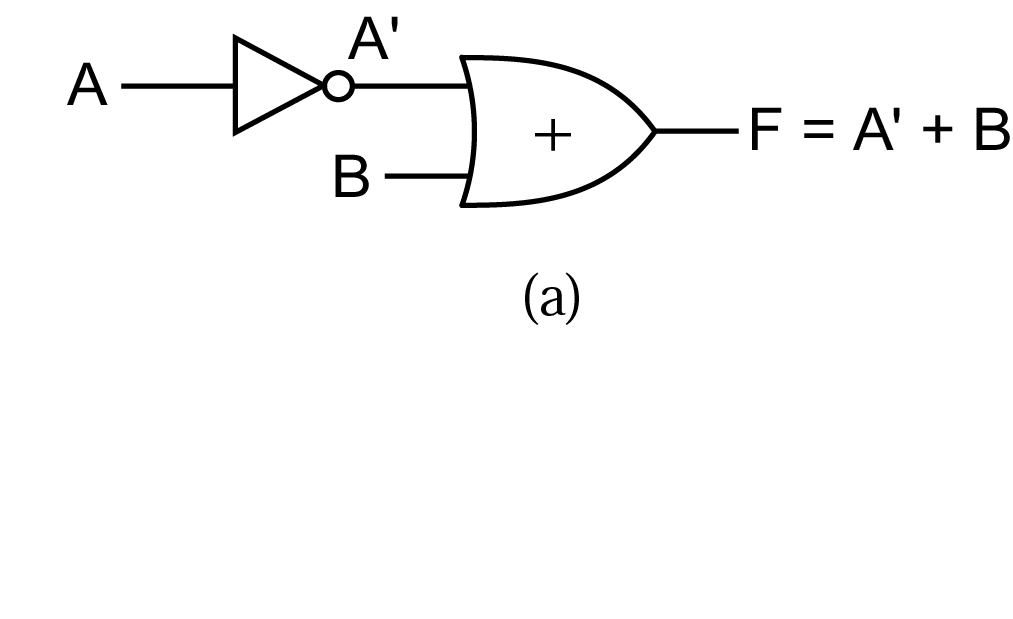 A'
A
+
F = A' + B
B
(a)